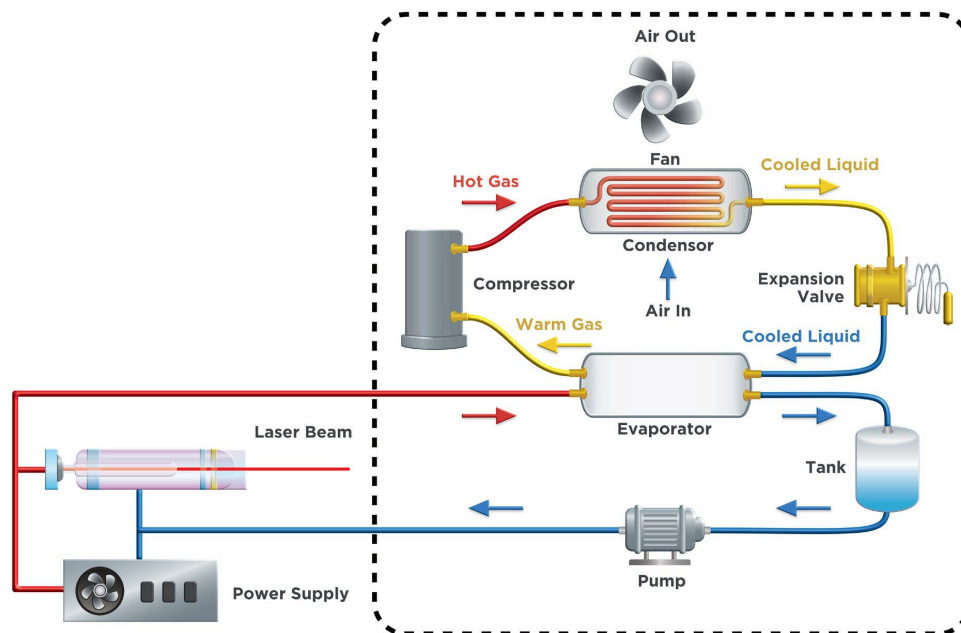 Air Out
Fan
Cooled Liquid
Hot Gas
Condensor
Compressor
Expansion
Valve
Air In
Warm Gas
Cooled Liquid
Evaporator
Laser Beam
Tank
Pump
Power Supply